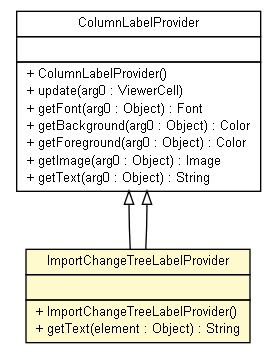 ColumnLabelProvider
+ ColumnLabelProvider()
+ update(arg0 : ViewerCell)
+ getFont(arg0 : Object) : Font
+ getBackground(arg0 : Object) : Color
+ getForeground(arg0 : Object) : Color
+ getImage(arg0 : Object) : Image
+ getText(arg0 : Object) : String
ImportChangeTreeLabelProvider
+ ImportChangeTreeLabelProvider()
+ getText(element : Object) : String